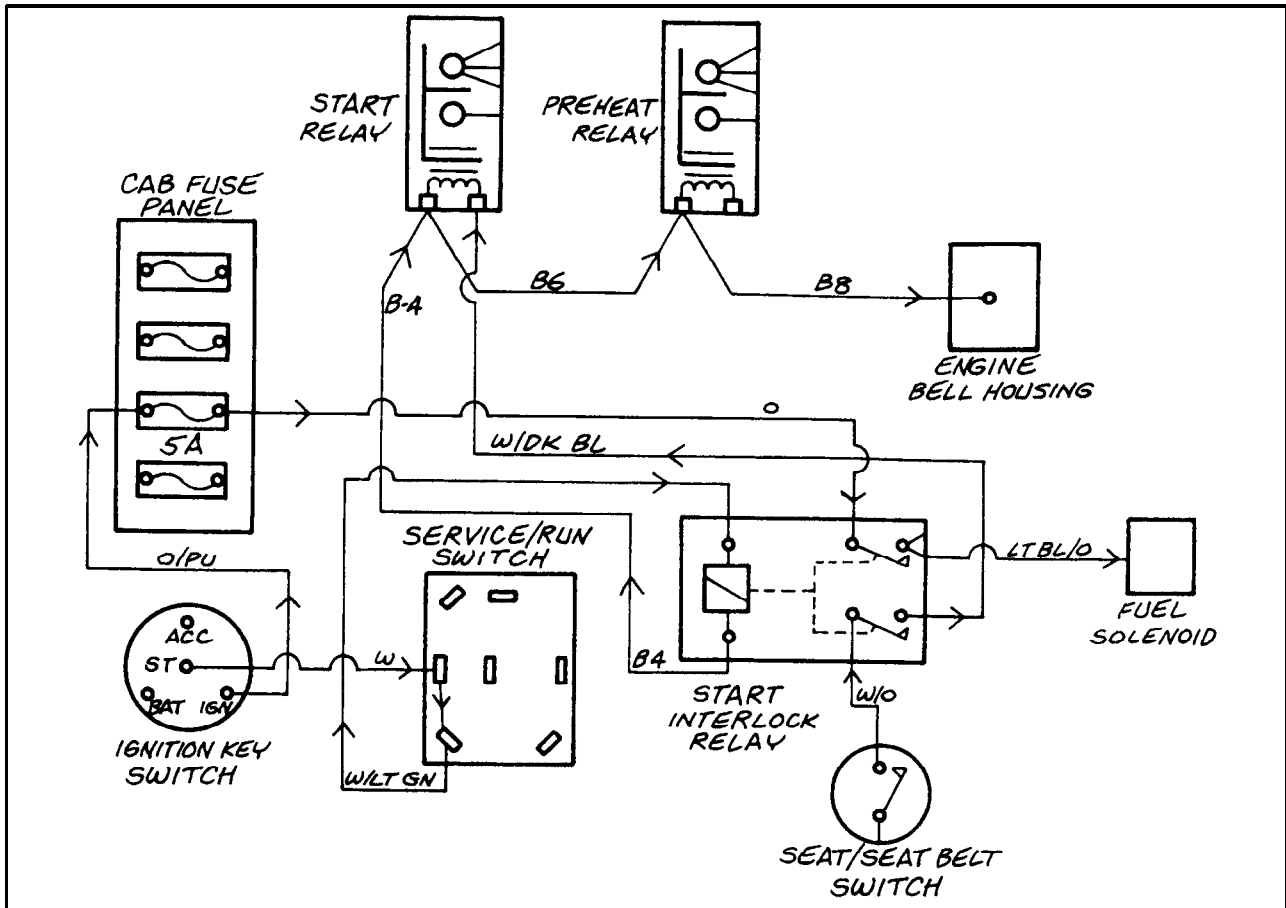 START
RELAY
PREHEAT
RELAY
CAB FUSE
PANEL
B-4
B6
B8
ENGINE
BELL HOUSING
5A
O
W/DK BL
SERVICE/RUN
SWITCH
O/PU
LT BL/O
FUEL
SOLENOID
ACC
ST
BAT IGN
W
B4
W/O
START
INTERLOCK
RELAY
IGNITION KEY
SWITCH
W/LT GN
SEAT/SEAT BELT
SWITCH